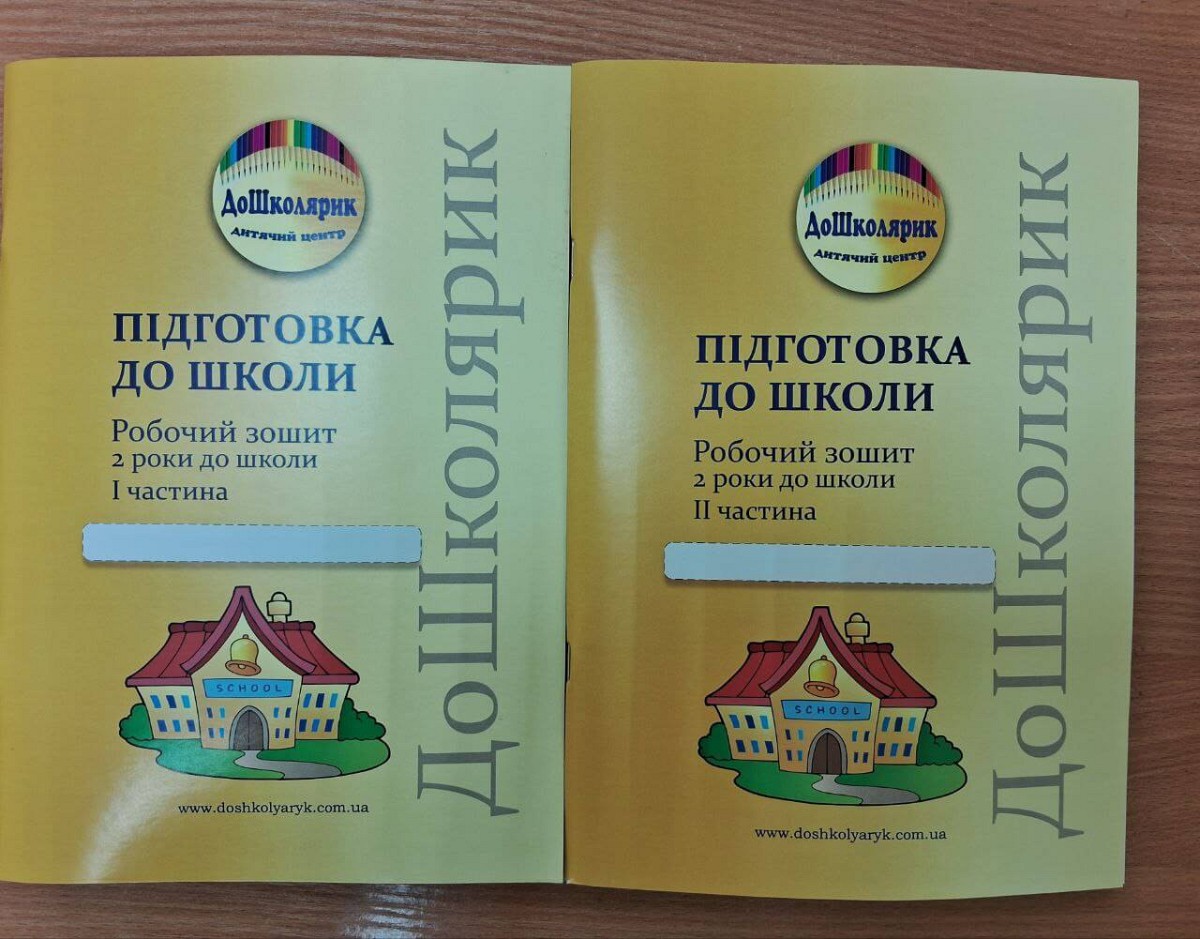 ДоШколярик
дитячий центр
ПІДГОТОВКА
ДО ШКОЛИ
Робочий зошит
2 роки до школи
І частина
SCHOOL
www.doshkolyaryk.com.ua
ДоШколярик
ДоШколярик
дитячий центр
ПІДГОТОВКА
ДО ШКОЛИ
Робочий зошит
2 роки до школи
ІІ частина
SCHOOL
www.doshkolyaryk.com.ua
ДоШколярик